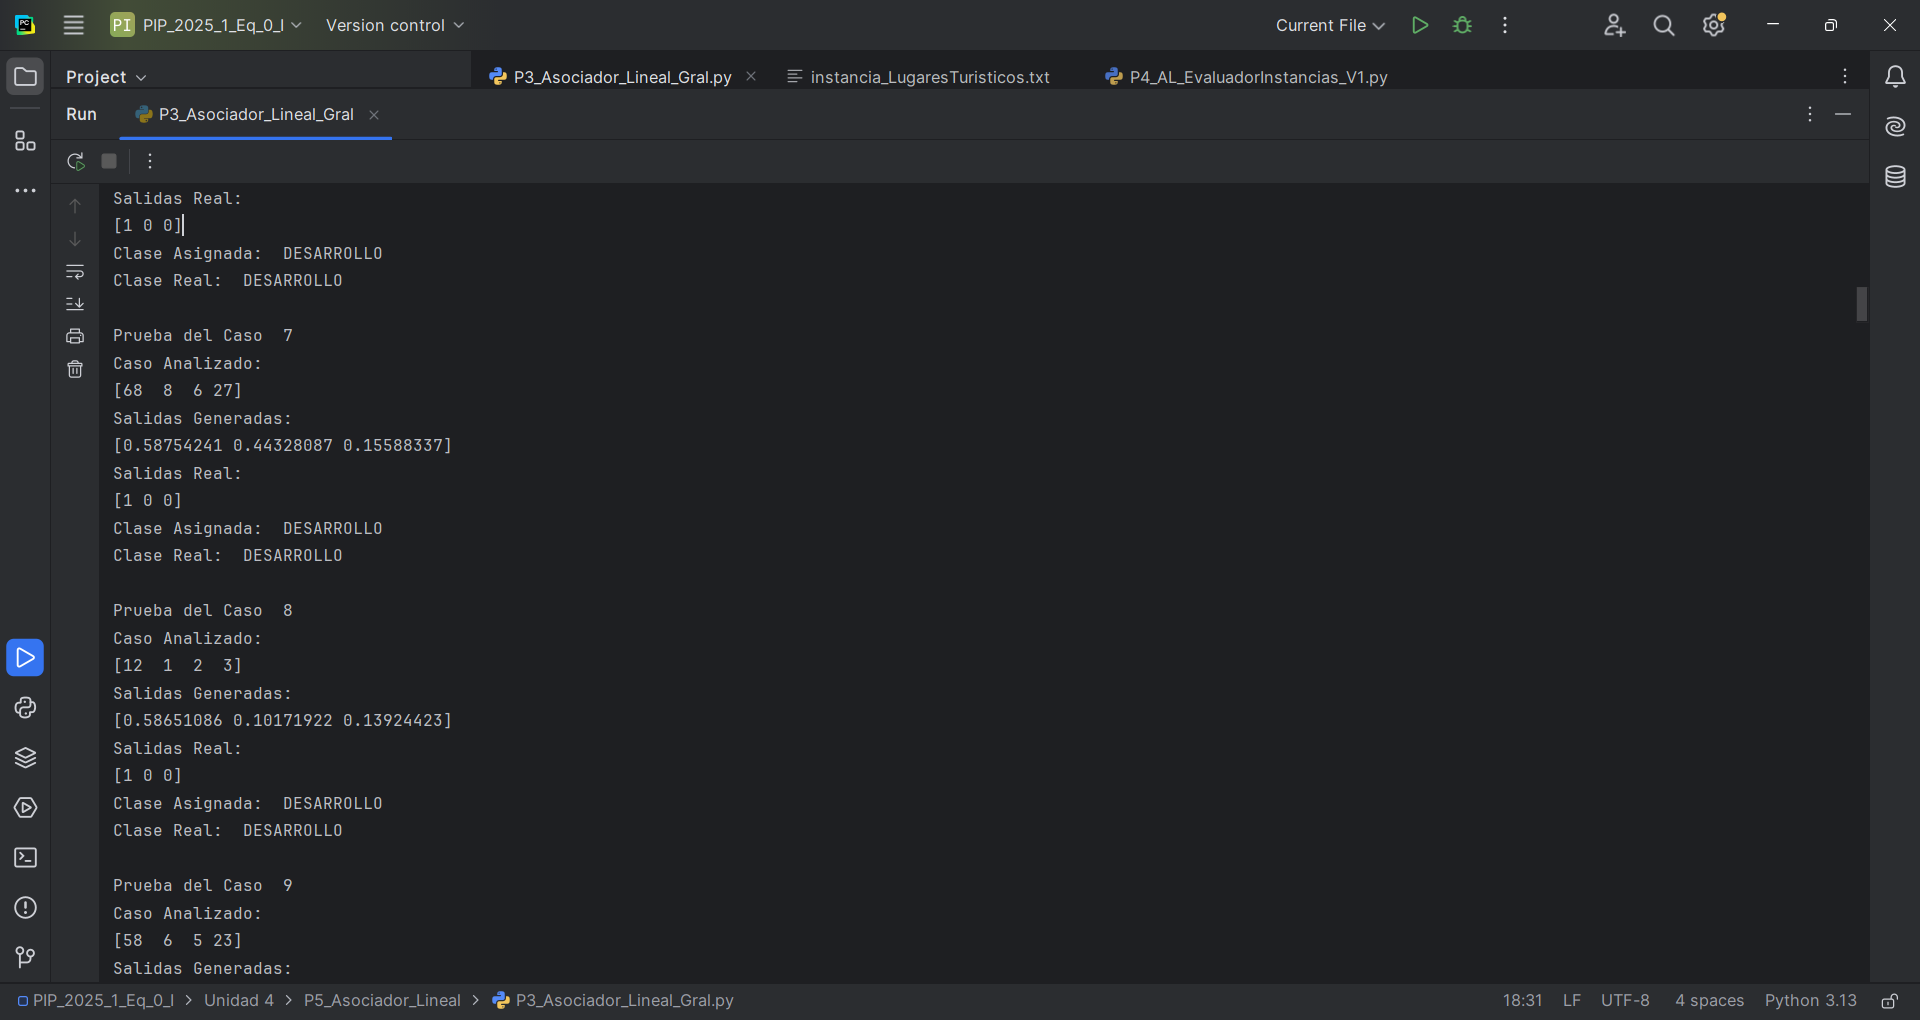 PI PIP_2025_1_Eq_0_I Version control Current File
Project P3_Asociador_Lineal_Gral.py instancia_LugaresTuristicos.txt P4_AL_EvaluadorInstancias_V1.py
Run P3_Asociador_Lineal_Gral
Salidas Real:
[1 0 0]
Clase Asignada:  DESARROLLO
Clase Real:  DESARROLLO
Prueba del Caso  7
Caso Analizado:
[68  8  6 27]
Salidas Generadas:
[0.58754241 0.44328087 0.15588337]
Salidas Real:
[1 0 0]
Clase Asignada:  DESARROLLO
Clase Real:  DESARROLLO
Prueba del Caso  8
Caso Analizado:
[12  1  2  3]
Salidas Generadas:
[0.58651086 0.10171922 0.13924423]
Salidas Real:
[1 0 0]
Clase Asignada:  DESARROLLO
Clase Real:  DESARROLLO
Prueba del Caso  9
Caso Analizado:
[58  6  5 23]
Salidas Generadas:
PIP_2025_1_Eq_0_I > Unidad 4 > P5_Asociador_Lineal > P3_Asociador_Lineal_Gral.py 18:31 LF UTF-8 4 spaces Python 3.13